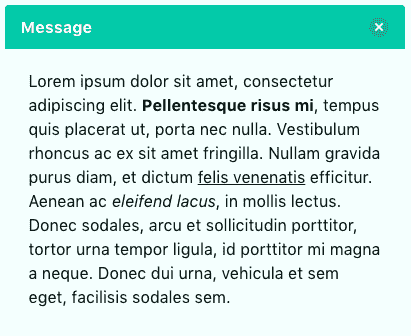 Message
Lorem ipsum dolor sit amet, consectetur
adipiscing elit. Pellentesque risus mi, tempus
quis placerat ut, porta nec nulla. Vestibulum
rhoncus ac ex sit amet fringilla. Nullam gravida
purus diam, et dictum felis venenatis efficitur.
Aenean ac eleifend lacus, in mollis lectus.
Donec sodales, arcu et sollicitudin porttitor,
tortor urna tempor ligula, id porttitor mi magna
a neque. Donec dui urna, vehicula et sem
eget, facilisis sodales sem.